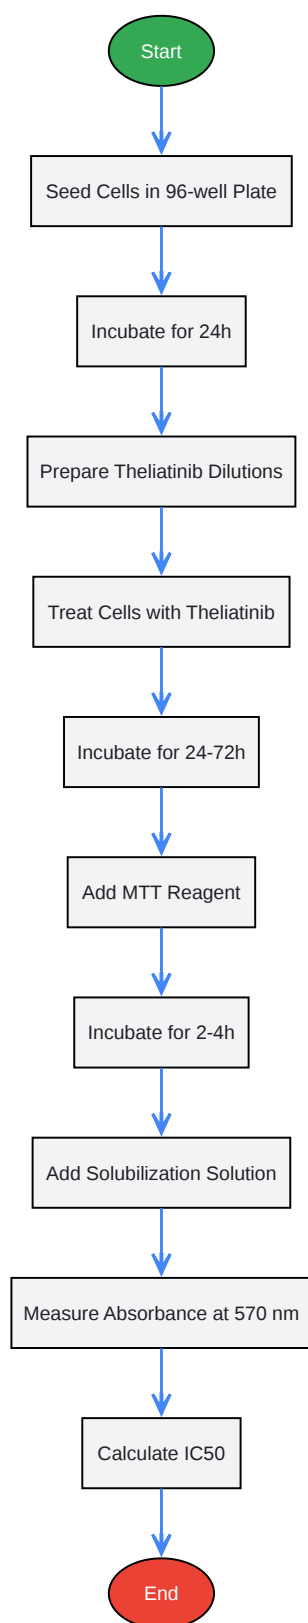 Start
Seed Cells in 96-well Plate
Incubate for 24h
Prepare Theliatinib Dilutions
Treat Cells with Theliatinib
Incubate for 24-72h
Add MTT Reagent
Incubate for 2-4h
Add Solubilization Solution
Measure Absorbance at 570 nm
Calculate IC50
End